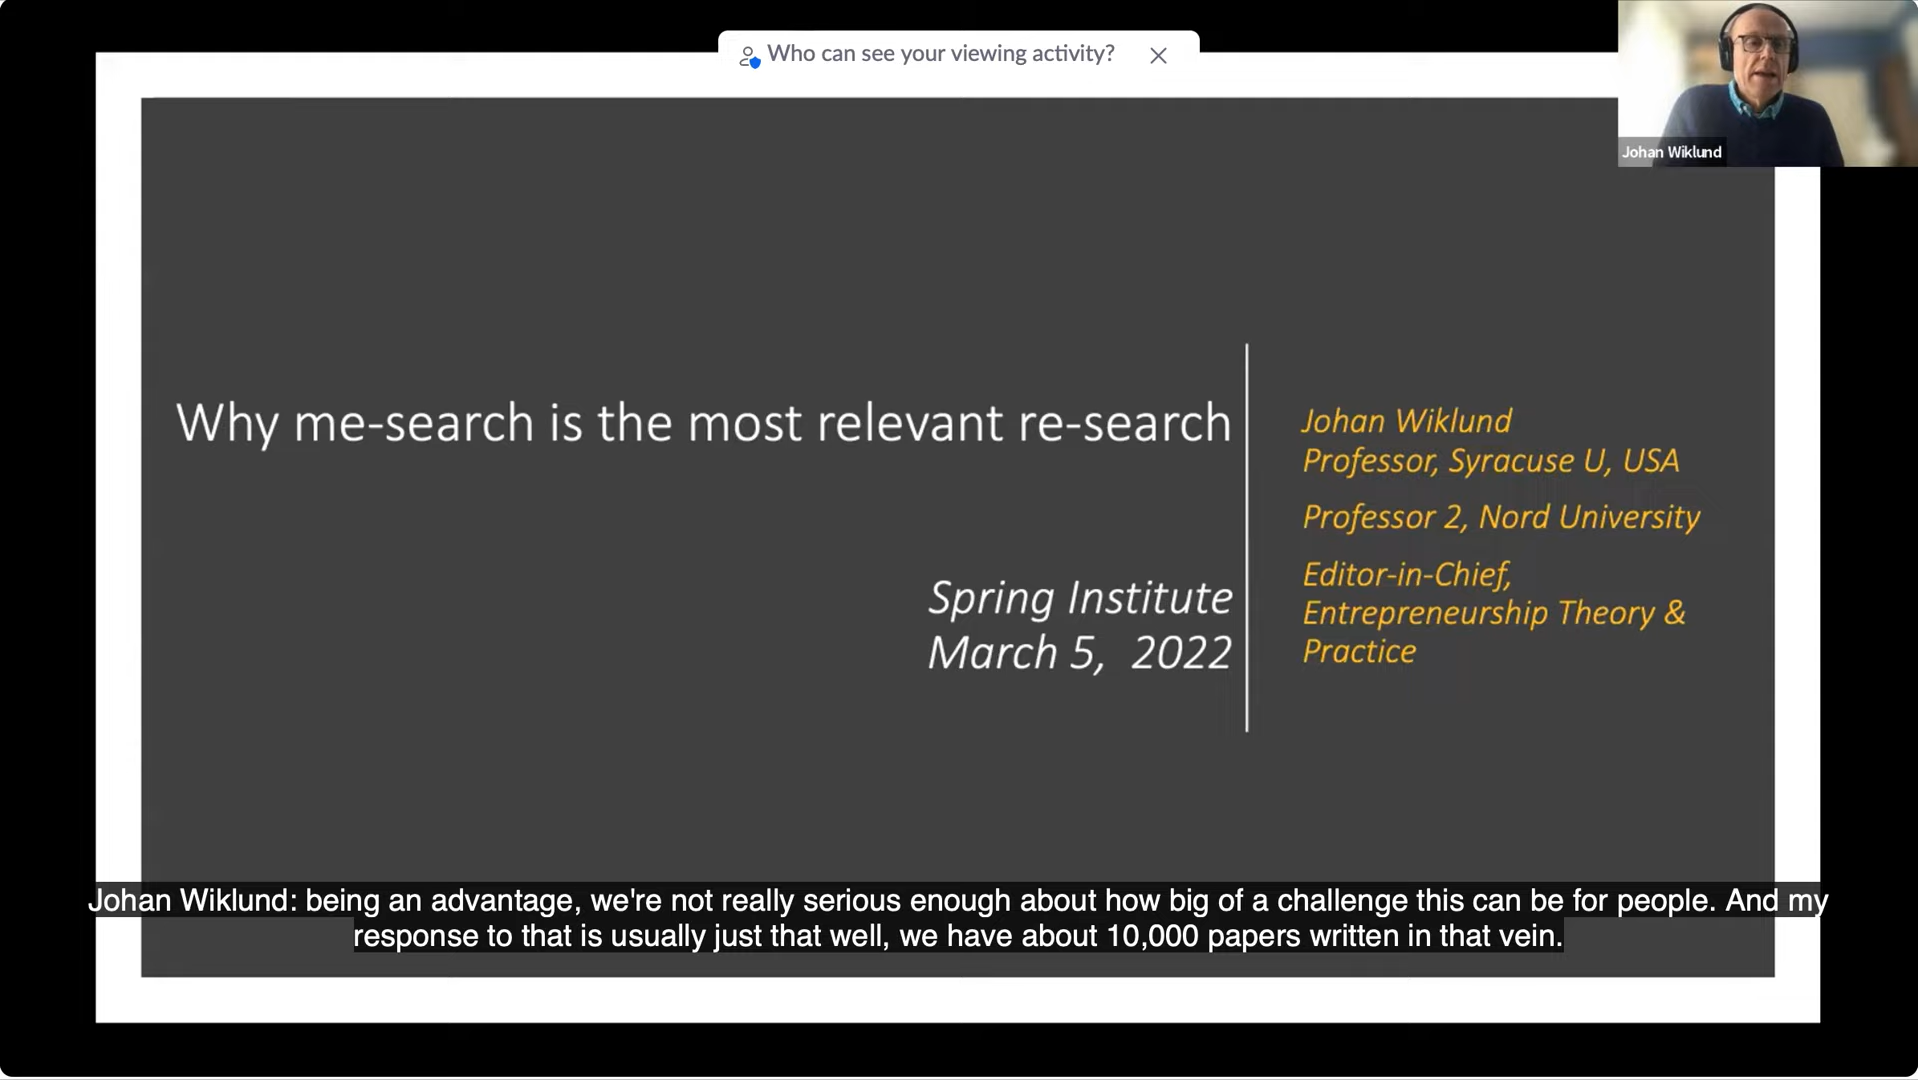 Who can see your viewing activity?
Johan Wiklund
Why me-search is the most relevant re-search
Spring Institute
March 5, 2022
Johan Wiklund
Professor, Syracuse U, USA
Professor 2, Nord University
Editor-in-Chief,
Entrepreneurship Theory &
Practice
Johan Wiklund: being an advantage, we're not really serious enough about how big of a challenge this can be for people. And my
response to that is usually just that well, we have about 10,000 papers written in that vein.